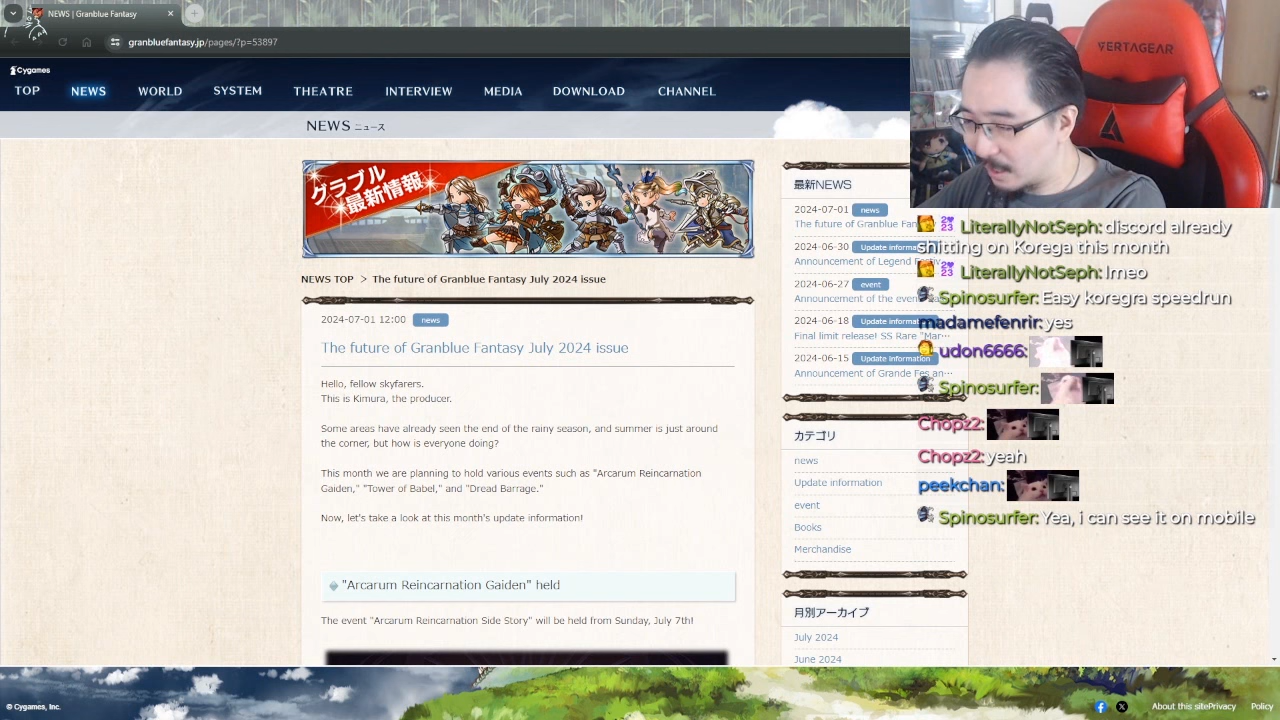 NEWS | Granblue Fantasy
granbluefantasy.jp/pages/?p=53897
Cygames
TOP NEWS WORLD SYSTEM THEATRE INTERVIEW MEDIA DOWNLOAD CHANNEL
NEWS ニュース
グラブル
最新情報
NEWS TOP > The future of Granblue Fantasy July 2024 issue
2024-07-01 12:00 news
The future of Granblue Fantasy July 2024 issue
Hello, fellow skyfarers.
Kimura, the producer.
eas have already seen the end of the rainy season, and summer is just around
the corner, but how is everyone doing?
This month we are planning to hold various events such as "Arcarum Reincarnation
ower of Babel," and "Dread Barrage."
Now, let's take a look at this month's update information!
"Arcarum Reincarnation Gaiden" II
The event "Arcarum Reincarnation Side Story" will be held from Sunday, July 7th!
最新NEWS
2024-07-01 news
The future of Granblue Fan
2024-06-30 Update informa
Announcement of Legend Festiv
2024-06-27 event
Announcement of the even
2024-06-18 Update informa
Final limit release! SS Rare "Mar…
2024-06-15 Update information
Announcement of Grande Fes an…
カテゴリ
news
Update information
event
Books
Merchandise
月別アーカイブ
July 2024
June 2024
VERTAGEAR
LiterallyNotSeph: discord already
shitting on Korega this month
LiterallyNotSeph: lmeo
Spinosurfer: Easy koregra speedrun
madamefenrir: yes
udon6666:
Spinosurfer:
Chopz2:
Chopz2: yeah
peekchan:
Spinosurfer: Yea, i can see it on mobile
© Cygames, Inc.
About this site Privacy Policy